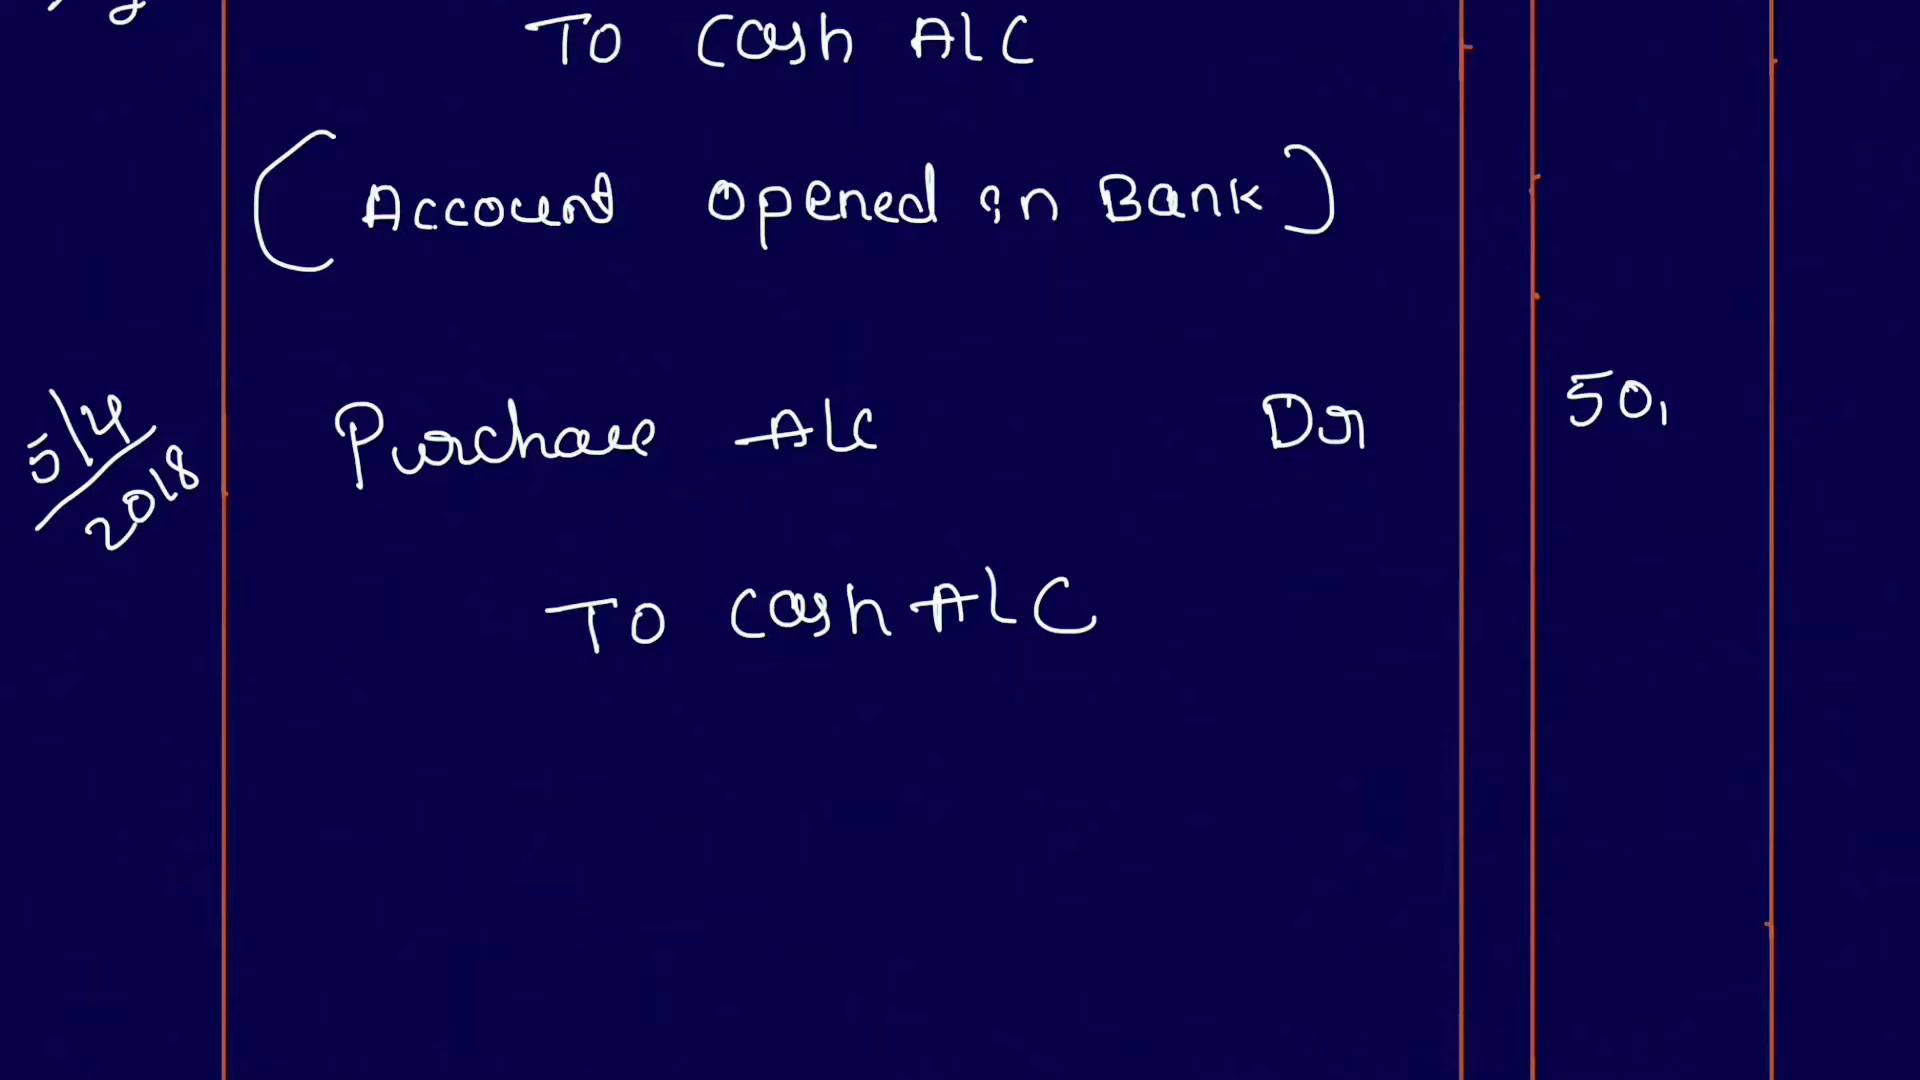 To Cash A/C
(Account opened in Bank)
5/4/2018 Purchase A/C Dr 50,
To Cash A/C